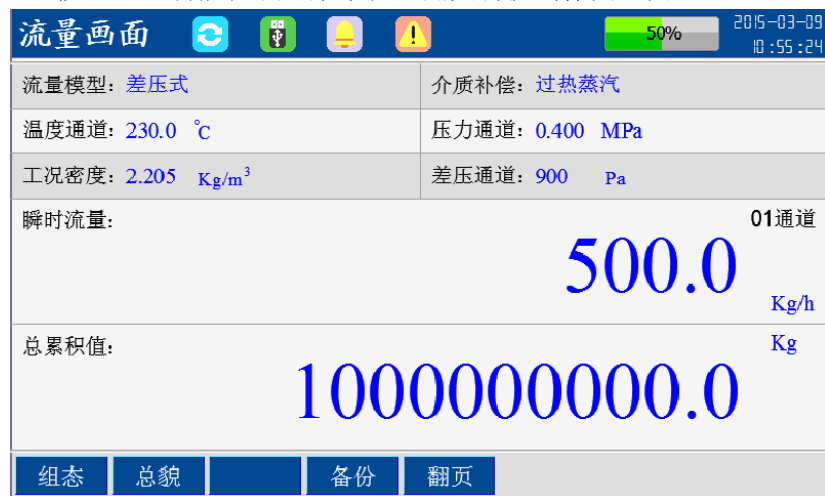 流量画面 50% 2015-03-09
10:55:24
流量模型: 差压式 介质补偿: 过热蒸汽
温度通道: 230.0 ℃ 压力通道: 0.400 MPa
工况密度: 2.205 Kg/m³ 差压通道: 900 Pa
瞬时流量: 01通道
500.0 Kg/h
总累积值: Kg
1000000000.0
组态 总貌 备份 翻页